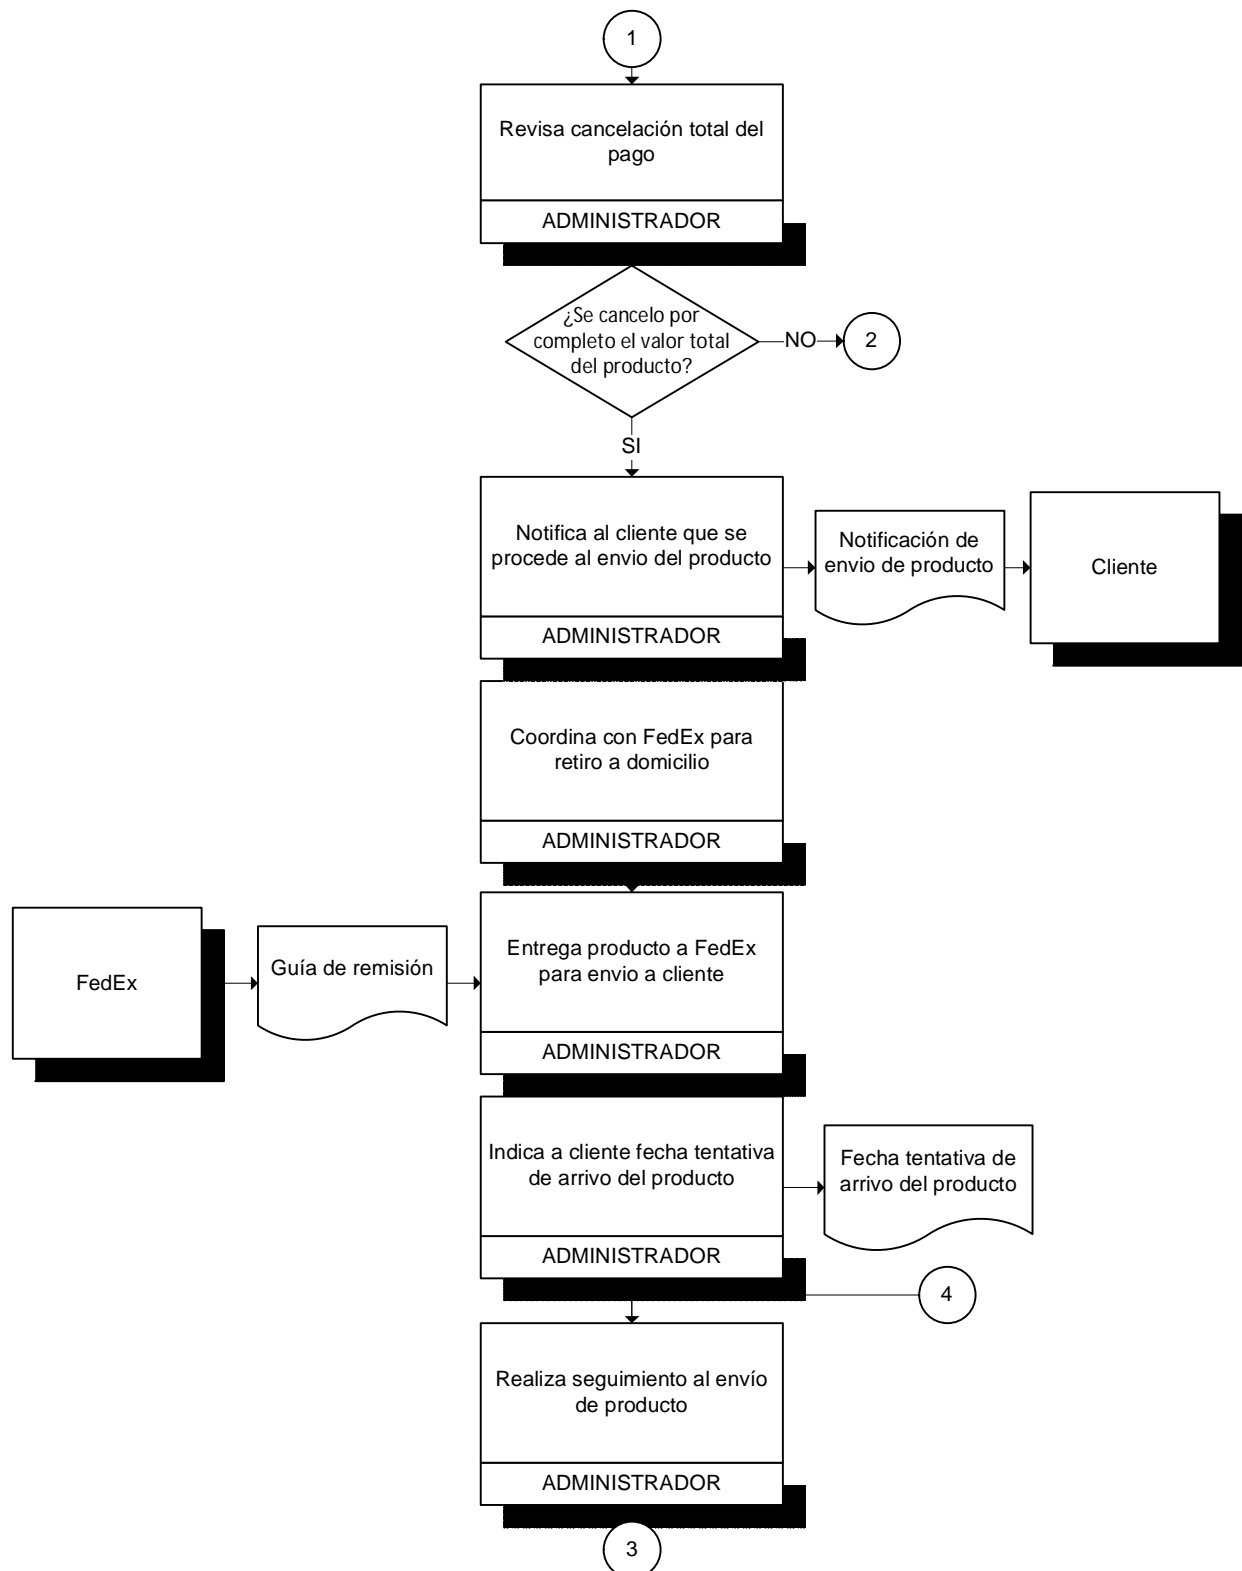 1
Revisa cancelación total del
pago
ADMINISTRADOR
¿Se cancelo por
completo el valor total
del producto?
NO
2
SI
Notifica al cliente que se
procede al envio del producto
ADMINISTRADOR
Notificación de
envio de producto
Cliente
Coordina con FedEx para
retiro a domicilio
ADMINISTRADOR
FedEx
Guía de remisión
Entrega producto a FedEx
para envio a cliente
ADMINISTRADOR
Indica a cliente fecha tentativa
de arrivo del producto
ADMINISTRADOR
Fecha tentativa de
arrivo del producto
4
Realiza seguimiento al envío
de producto
ADMINISTRADOR
3